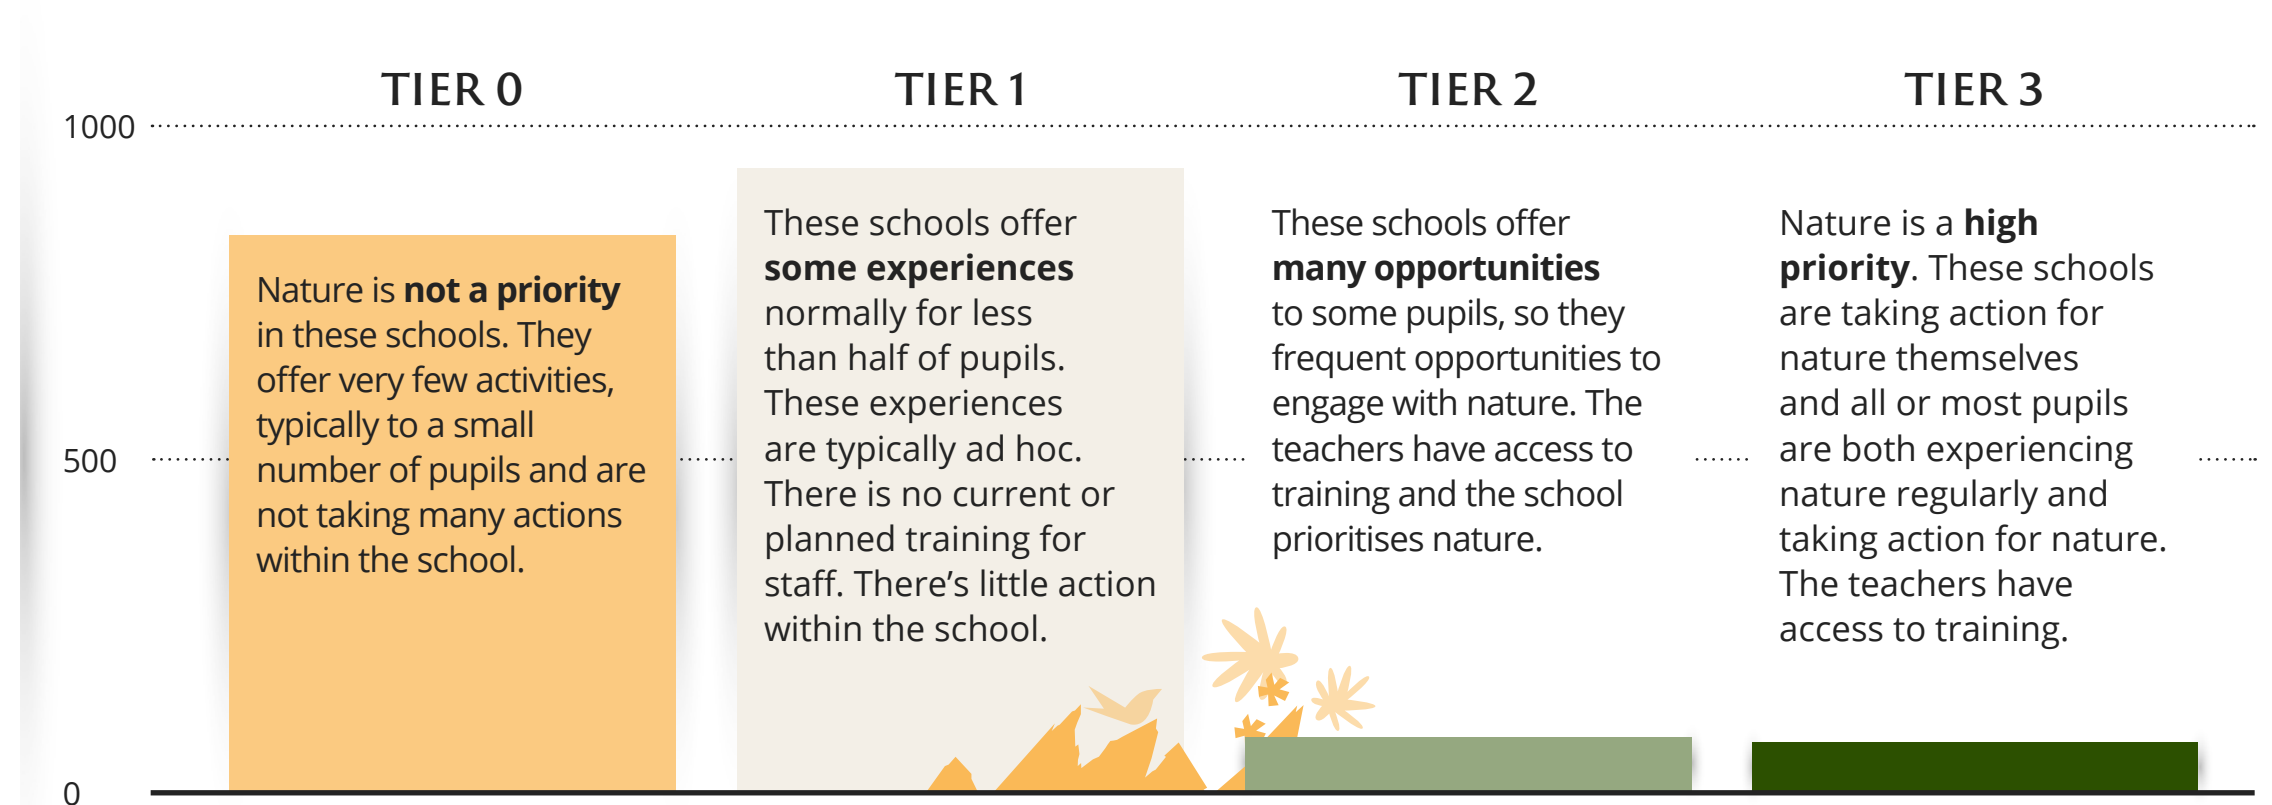 TIER 0
TIER 1
TIER 2
TIER 3
1000
500
0
Nature is not a priority
in these schools. They
offer very few activities,
typically to a small
number of pupils and are
not taking many actions
within the school.
These schools offer
some experiences
normally for less
than half of pupils.
These experiences
are typically ad hoc.
There is no current or
planned training for
staff. There’s little action
within the school.
These schools offer
many opportunities
to some pupils, so they
frequent opportunities to
engage with nature. The
teachers have access to
training and the school
prioritises nature.
Nature is a high
priority. These schools
are taking action for
nature themselves
and all or most pupils
are both experiencing
nature regularly and
taking action for nature.
The teachers have
access to training.